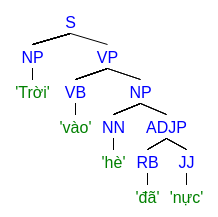 S
NP VP
'Trời' VB NP
'vào' NN ADJP
'hè' RB JJ
'đã' 'nực'